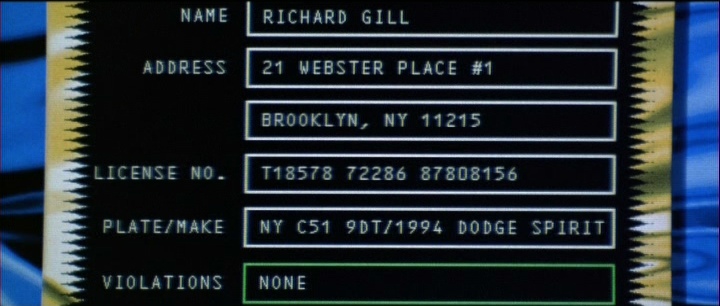 NAME RICHARD GILL
ADDRESS 21 WEBSTER PLACE #1
BROOKLYN, NY 11215
LICENSE NO. T18578 72286 87808156
PLATE/MAKE NY C51 9DT/1994 DODGE SPIRIT
VIOLATIONS NONE